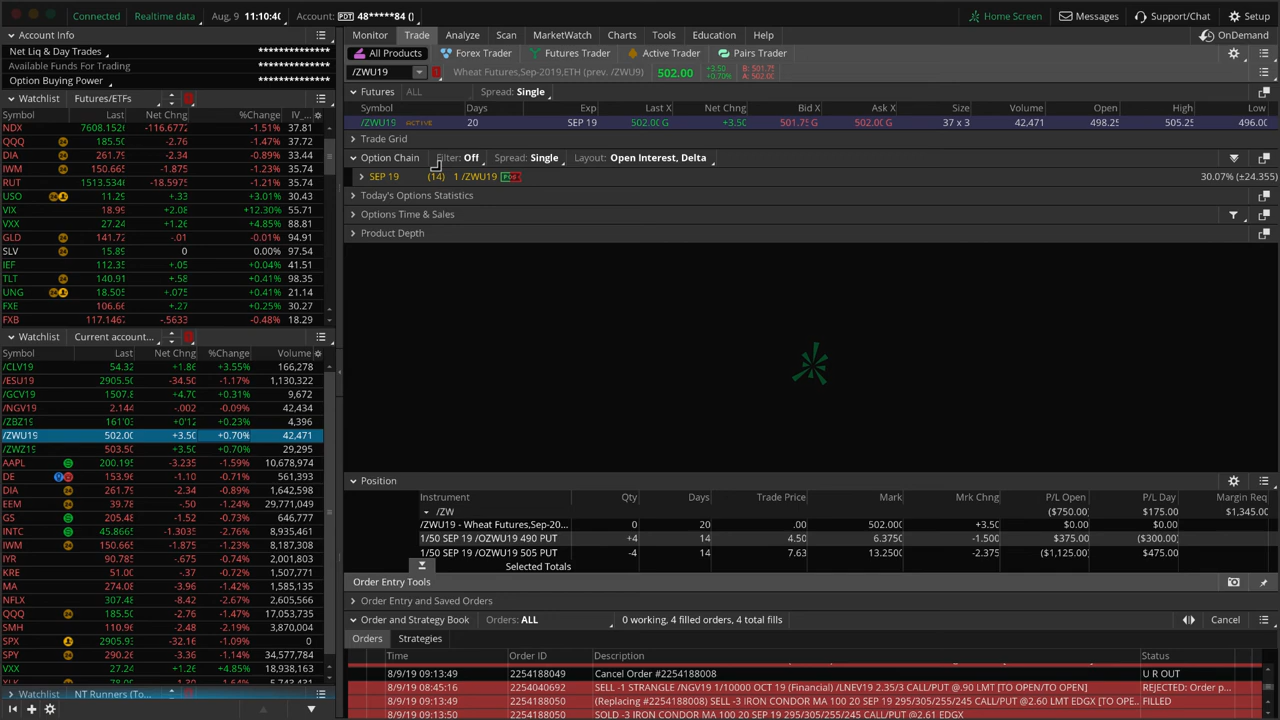 Connected Realtime data Aug, 9 11:10:40 Account: PDT 48*****84 () Home Screen Messages Support/Chat Setup
Account Info
Net Liq & Day Trades **************
Available Funds For Trading **************
Option Buying Power **************
Watchlist Futures/ETFs
Symbol Last Net Chng %Change IV_...
NDX 7608.1526 -116.6772 -1.51% 37.81
QQQ 185.50 -2.76 -1.47% 37.42
DIA 261.79 -2.34 -0.89% 33.44
IWM 150.665 -1.875 -1.23% 35.74
RUT 1513.5346 -18.5975 -1.21% 35.74
USO 11.29 +.33 +3.01% 30.43
VIX 18.99 +2.08 +12.30% 55.71
VXX 27.24 +1.26 +4.85% 88.81
GLD 141.72 -.01 -0.01% 94.91
SLV 15.89 0 0.00% 97.54
IEF 112.35 +.05 +0.04% 41.51
TLT 140.91 +.58 +0.41% 98.35
UNG 18.505 +.075 +0.41% 21.14
FXE 106.66 +.27 +0.25% 30.27
FXB 117.1467 -.5633 -0.48% 18.29
Watchlist Current account...
Symbol Last Net Chng %Change Volume
/CLV19 54.32 +1.86 +3.55% 166,278
/ESU19 2905.50 -34.50 -1.17% 1,130,322
/GCV19 1507.8 +4.70 +0.31% 9,672
/NGV19 2.144 -.002 -0.09% 42,434
/ZBZ19 161'03 +0'12 +0.23% 4,396
/ZWU19 502.00 +3.50 +0.70% 42,471
/ZWZ19 503.50 +3.50 +0.70% 29,295
AAPL 200.195 -3.235 -1.59% 10,678,974
DE 153.96 -1.10 -0.71% 561,393
DIA 261.79 -2.34 -0.89% 1,642,598
EEM 39.78 -.50 -1.24% 29,771,049
GS 205.48 -1.52 -0.73% 646,777
INTC 45.8665 -1.3035 -2.76% 8,935,461
IWM 150.665 -1.875 -1.23% 8,187,308
IYR 90.785 -.675 -0.74% 2,001,803
KRE 51.00 -.37 -0.72% 1,507,771
MA 274.08 -3.96 -1.42% 1,585,135
NFLX 307.48 -8.42 -2.67% 2,605,596
QQQ 185.50 -2.76 -1.48% 17,053,735
SMH 110.96 -2.48 -2.19% 3,870,004
SPX 2905.93 -32.16 -1.09% 0
SPY 290.26 -3.36 -1.14% 34,577,784
VXX 27.24 +1.26 +4.85% 18,938,163
Watchlist NT Runners (To...
Monitor Trade Analyze Scan MarketWatch Charts Tools Education Help OnDemand
All Products Forex Trader Futures Trader Active Trader Pairs Trader
/ZWU19 Wheat Futures,Sep-2019,ETH (prev. /ZWU9) 502.00 +3.50 +0.70% B: 501.75 A: 502.00
Futures ALL Spread: Single
Symbol Days Exp Last X Net Chng Bid X Ask X Size Volume Open High Low
/ZWU19 ACTIVE 20 SEP 19 502.00 G +3.50 501.75 G 502.00 G 37 x 3 42,471 498.25 505.25 496.00
Trade Grid
Option Chain Filter: Off Spread: Single Layout: Open Interest, Delta
SEP 19 (14) 1 /ZWU19 30.07% (±24.355)
Today's Options Statistics
Options Time & Sales
Product Depth
Position
Instrument Qty Days Trade Price Mark Mrk Chng P/L Open P/L Day Margin Req
/ZW ($750.00) $175.00 $1,345.00
/ZWU19 - Wheat Futures,Sep-20... 0 20 .00 502.000 +3.50 $0.00 $0.00
1/50 SEP 19 /OZWU19 490 PUT +4 14 4.50 6.3750 -1.500 $375.00 ($300.00)
1/50 SEP 19 /OZWU19 505 PUT -4 14 7.65 13.2500 -2.375 ($1,125.00) $475.00
Selected Totals
Order Entry Tools
Order Entry and Saved Orders
Order and Strategy Book Orders: ALL 0 working, 4 filled orders, 4 total fills Cancel
Orders Strategies
Time Order ID Description Status
8/9/19 09:13:49 2254188049 Cancel Order #2254188008 U R OUT
8/9/19 08:45:16 2254040692 SELL -1 STRANGLE /NGV19 1/10000 OCT 19 (Financial) /LNEV19 2.35/3 CALL/PUT @.90 LMT [TO OPEN/TO OPEN] REJECTED: Order p...
8/9/19 09:13:49 2254188050 (Replacing #2254188008) SELL -3 IRON CONDOR MA 100 20 SEP 19 295/305/255/245 CALL/PUT @2.60 LMT [TO OPEN/TO OPE... FILLED
8/9/19 09:13:50 2254188050 SOLD -3 IRON CONDOR MA 100 20 SEP 19 295/305/255/245 CALL/PUT @2.61 EDGX